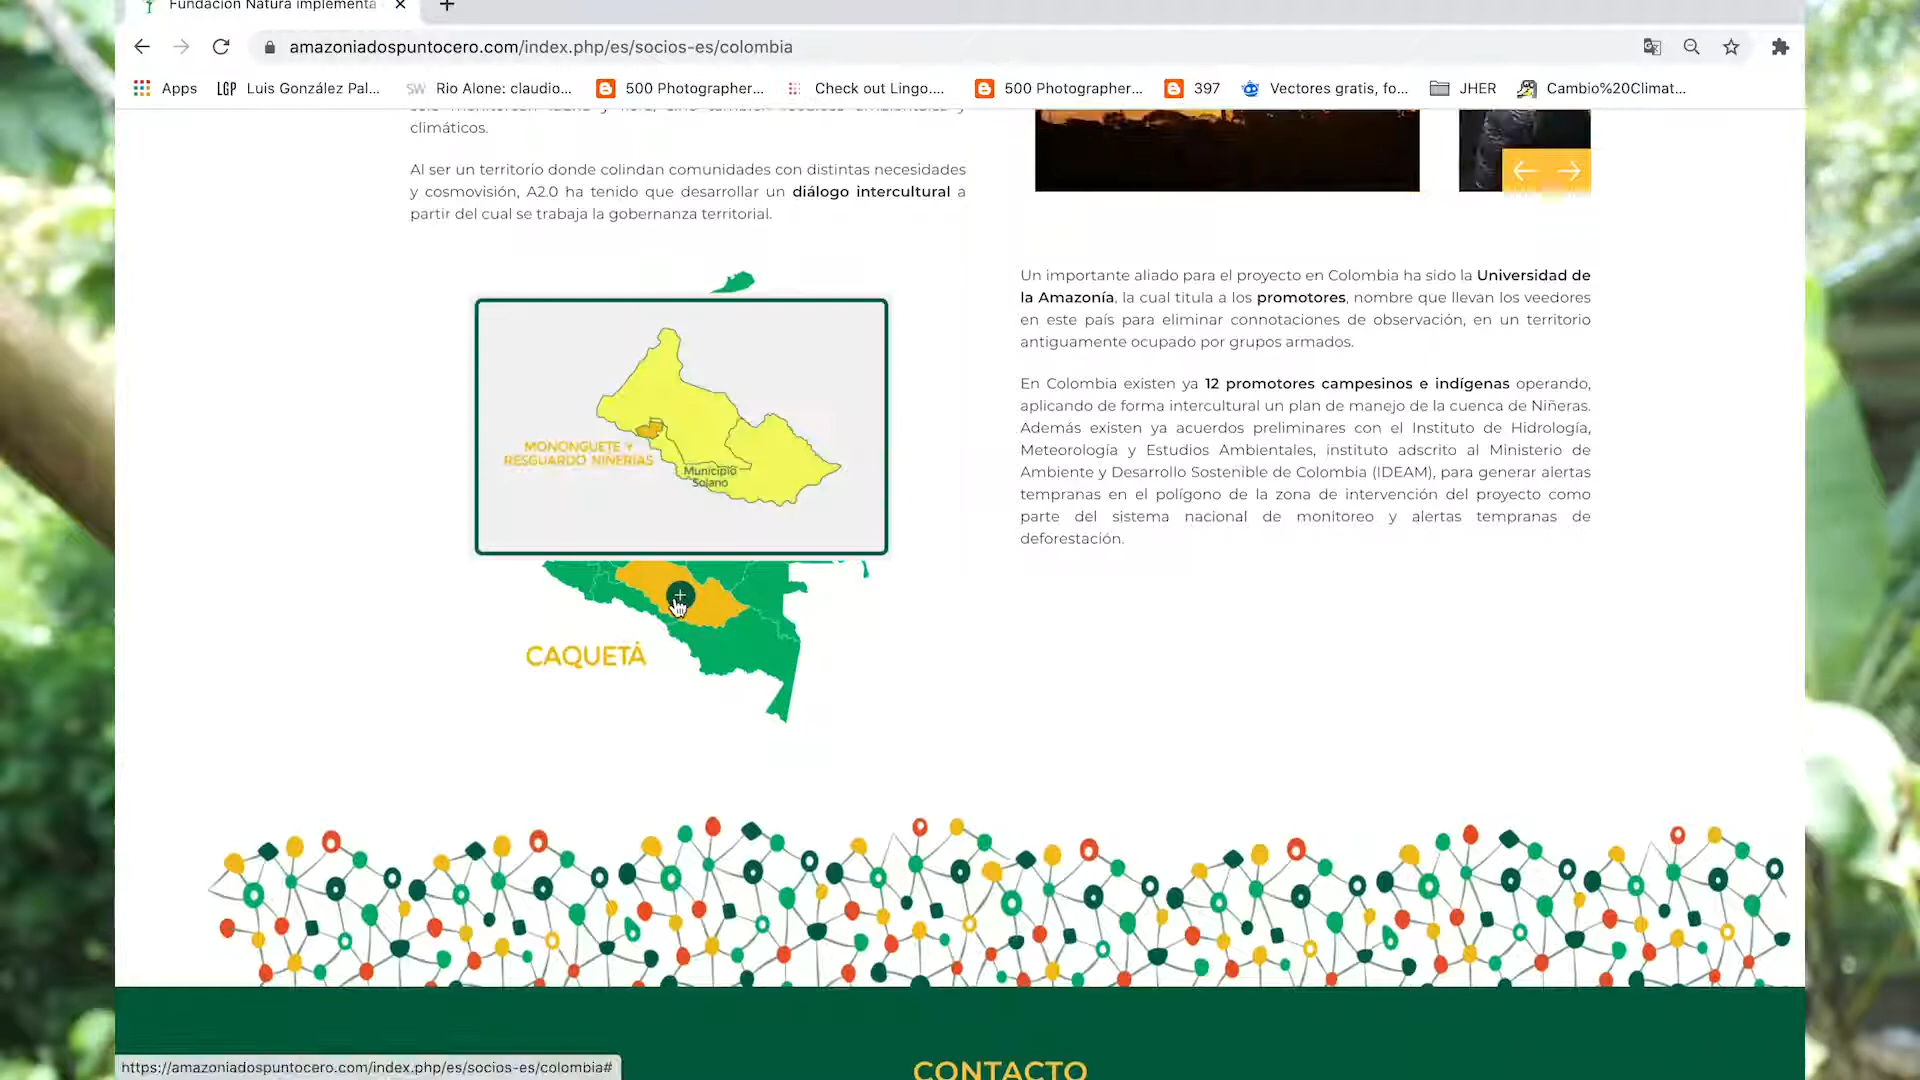 Fundación Natura implementa
amazoniadospuntocero.com/index.php/es/socios-es/colombia
Apps
LGP Luis González Pal...
SW Rio Alone: claudio...
500 Photographer...
Check out Lingo....
500 Photographer...
397
Vectores gratis, fo...
JHER
Cambio%20Climat...
climáticos.
Al ser un territorio donde colindan comunidades con distintas necesidades
y cosmovisión, A2.0 ha tenido que desarrollar un diálogo intercultural a
partir del cual se trabaja la gobernanza territorial.
MONONGUETE Y
RESGUARDO NIÑERIAS
Municipio
Solano
CAQUETÁ
Un importante aliado para el proyecto en Colombia ha sido la Universidad de
la Amazonía, la cual titula a los promotores, nombre que llevan los veedores
en este país para eliminar connotaciones de observación, en un territorio
antiguamente ocupado por grupos armados.
En Colombia existen ya 12 promotores campesinos e indígenas operando,
aplicando de forma intercultural un plan de manejo de la cuenca de Niñeras.
Además existen ya acuerdos preliminares con el Instituto de Hidrología,
Meteorología y Estudios Ambientales, instituto adscrito al Ministerio de
Ambiente y Desarrollo Sostenible de Colombia (IDEAM), para generar alertas
tempranas en el polígono de la zona de intervención del proyecto como
parte del sistema nacional de monitoreo y alertas tempranas de
deforestación.
CONTACTO
https://amazoniadospuntocero.com/index.php/es/socios-es/colombia#